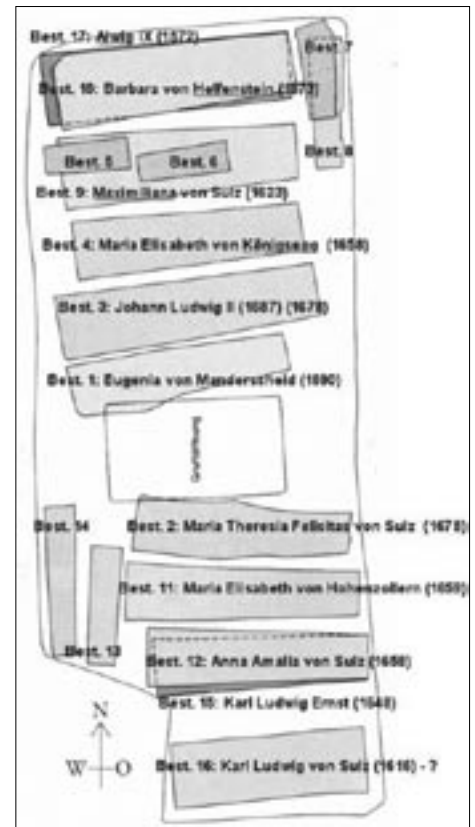 Best. 17: Alwig IX (1572)
Best. 7
Best. 10: Barbara von Helfenstein (1573)
Best. 5
Best. 6
Best. 8
Best. 9: Maximiliana von Sulz (1623)
Best. 4: Maria Elisabeth von Königsegg (1658)
Best. 3: Johann Ludwig II (1687) (1678)
Best. 1: Eugenia von Manderscheid (1690)
Gruftöffnung
Best. 14
Best. 2: Maria Theresia Felicitas von Sulz (1678)
Best. 11: Maria Elisabeth von Hohenzollern (1659)
Best. 13
Best. 12: Anna Amalia von Sulz (1658)
Best. 15: Karl Ludwig Ernst (1648)
N
W O
Best. 16: Karl Ludwig von Sulz (1616) - ?